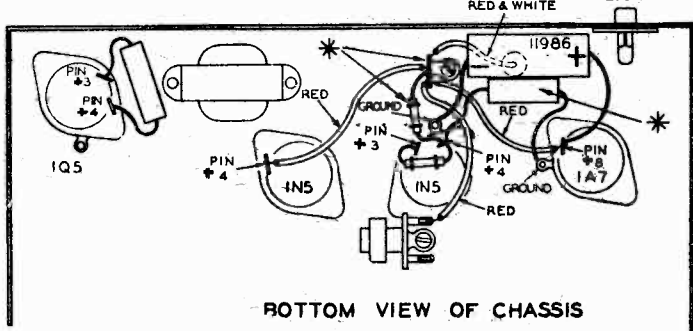 RED & WHITE
11986
+
PIN
+3
PIN
+4
1Q5
RED
GROUND
PIN
+3
PIN
+4
1N5
1N5
PIN
+4
RED
RED
GROUND
PIN
+8
1A7
BOTTOM VIEW OF CHASSIS